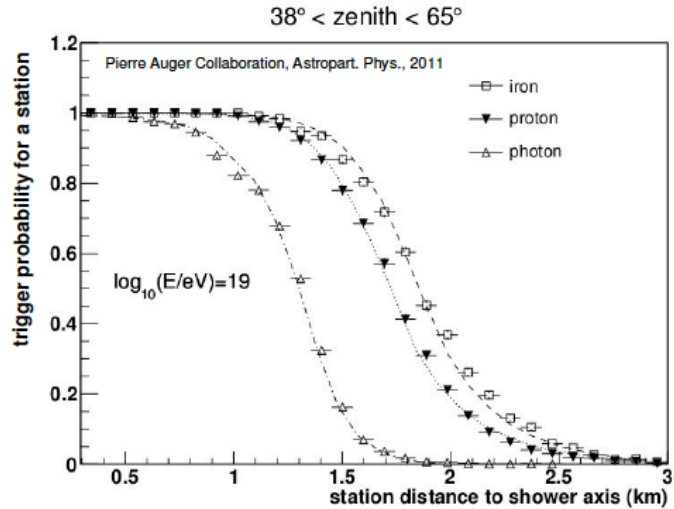 38° < zenith < 65°
Pierre Auger Collaboration, Astropart. Phys., 2011
iron
proton
photon
log₁₀(E/eV)=19
trigger probability for a station
1.2
1
0.8
0.6
0.4
0.2
0
0.5
1
1.5
2
2.5
3
station distance to shower axis (km)